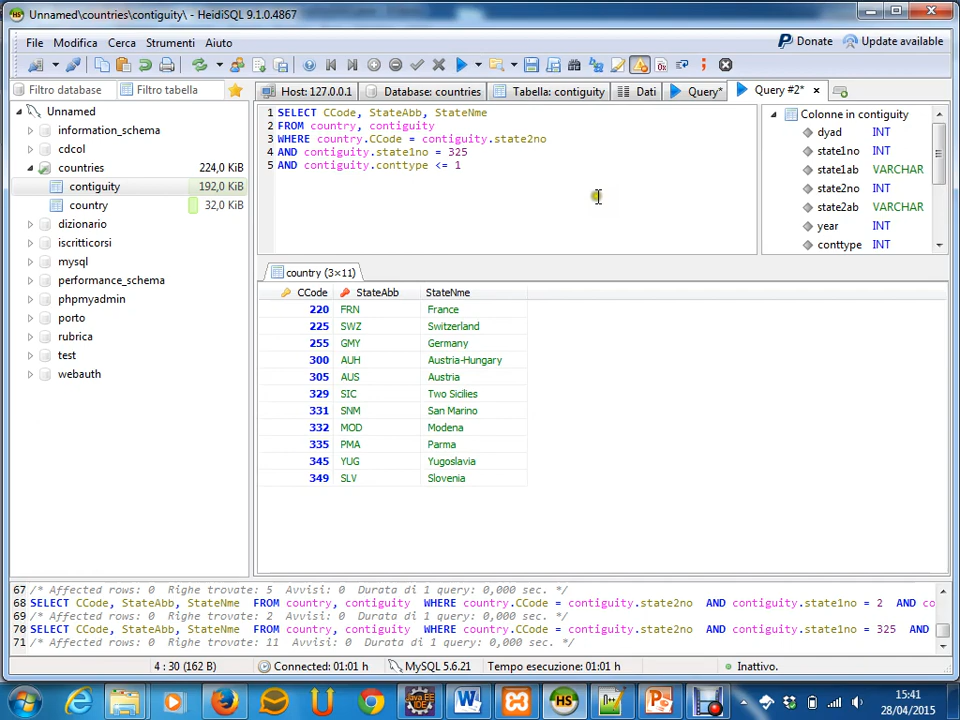 Unnamed\countries\contiguity\ - HeidiSQL 9.1.0.4867
File Modifica Cerca Strumenti Aiuto Donate Update available
Filtro database Filtro tabella Host: 127.0.0.1 Database: countries Tabella: contiguity Dati Query* Query #2*
Unnamed
information_schema
cdcol
countries 224,0 KiB
contiguity 192,0 KiB
country 32,0 KiB
dizionario
iscritticorsi
mysql
performance_schema
phpmyadmin
porto
rubrica
test
webauth
1 SELECT CCode, StateAbb, StateNme
2 FROM country, contiguity
3 WHERE country.CCode = contiguity.state2no
4 AND contiguity.state1no = 325
5 AND contiguity.conttype <= 1
Colonne in contiguity
dyad INT
state1no INT
state1ab VARCHAR
state2no INT
state2ab VARCHAR
year INT
conttype INT
country (3×11)
CCode StateAbb StateNme
220 FRN France
225 SWZ Switzerland
255 GMY Germany
300 AUH Austria-Hungary
305 AUS Austria
329 SIC Two Sicilies
331 SNM San Marino
332 MOD Modena
335 PMA Parma
345 YUG Yugoslavia
349 SLV Slovenia
67 /* Affected rows: 0 Righe trovate: 5 Avvisi: 0 Durata di 1 query: 0,000 sec. */
68 SELECT CCode, StateAbb, StateNme FROM country, contiguity WHERE country.CCode = contiguity.state2no AND contiguity.state1no = 2 AND co
69 /* Affected rows: 0 Righe trovate: 2 Avvisi: 0 Durata di 1 query: 0,000 sec. */
70 SELECT CCode, StateAbb, StateNme FROM country, contiguity WHERE country.CCode = contiguity.state2no AND contiguity.state1no = 325 AND
71 /* Affected rows: 0 Righe trovate: 11 Avvisi: 0 Durata di 1 query: 0,000 sec. */
4 : 30 (162 B) Connected: 01:01 h MySQL 5.6.21 Tempo esecuzione: 01:01 h Inattivo.
15:41
28/04/2015